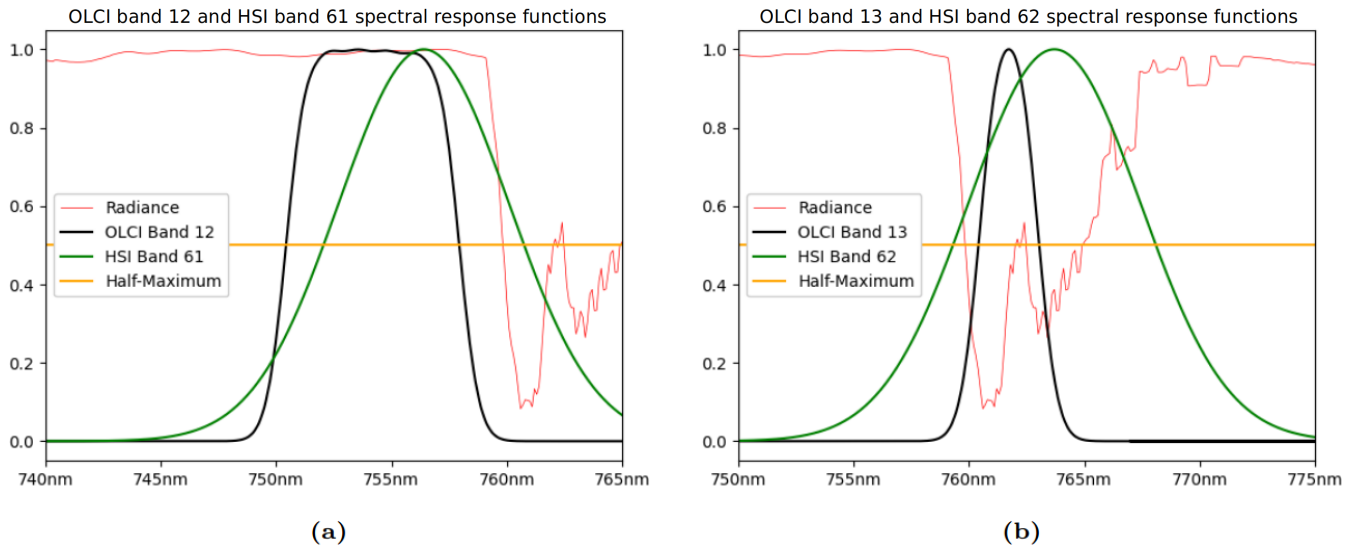 OLCI band 12 and HSI band 61 spectral response functions
1.0
0.8
0.6
0.4
0.2
0.0
Radiance
OLCI Band 12
HSI Band 61
Half-Maximum
740nm 745nm 750nm 755nm 760nm 765nm
(a)
OLCI band 13 and HSI band 62 spectral response functions
1.0
0.8
0.6
0.4
0.2
0.0
Radiance
OLCI Band 13
HSI Band 62
Half-Maximum
750nm 755nm 760nm 765nm 770nm 775nm
(b)